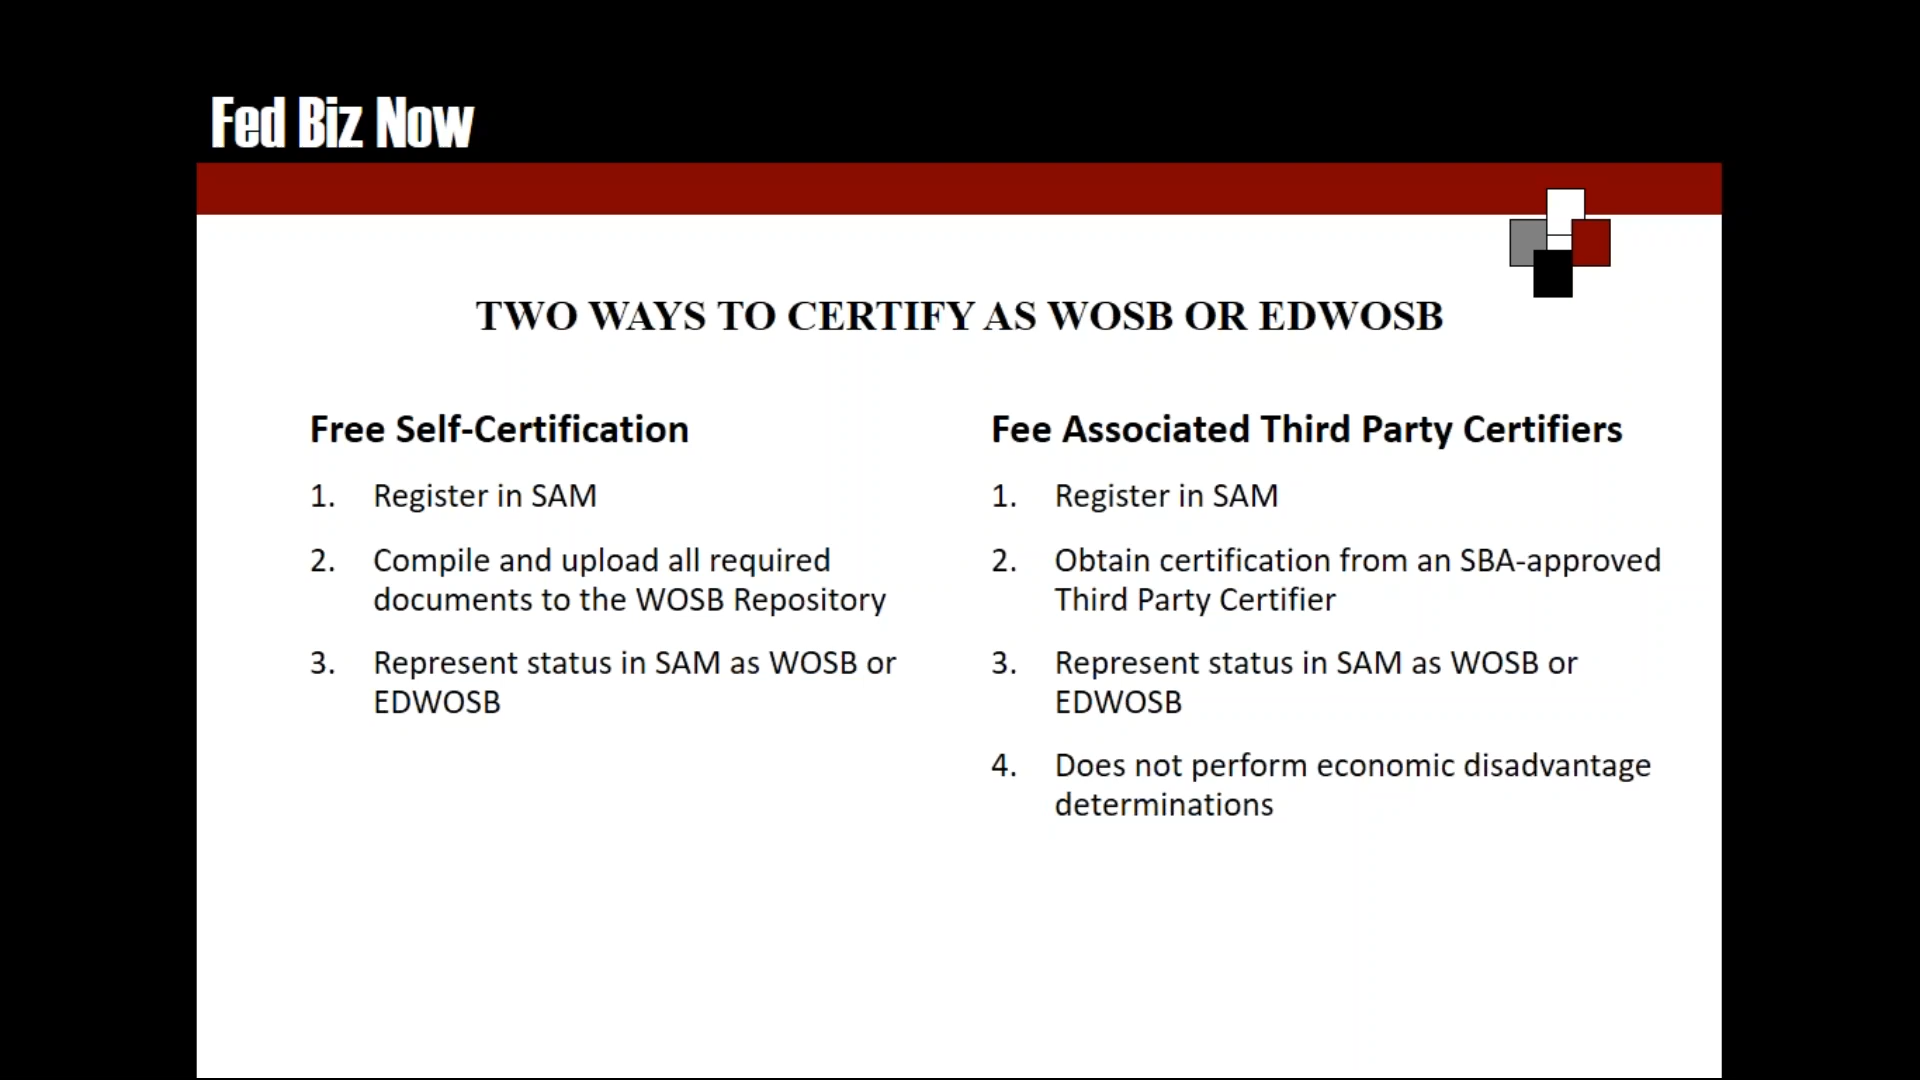 Fed Biz Now
TWO WAYS TO CERTIFY AS WOSB OR EDWOSB
Free Self-Certification
1. Register in SAM
2. Compile and upload all required
documents to the WOSB Repository
3. Represent status in SAM as WOSB or
EDWOSB
Fee Associated Third Party Certifiers
1. Register in SAM
2. Obtain certification from an SBA-approved
Third Party Certifier
3. Represent status in SAM as WOSB or
EDWOSB
4. Does not perform economic disadvantage
determinations